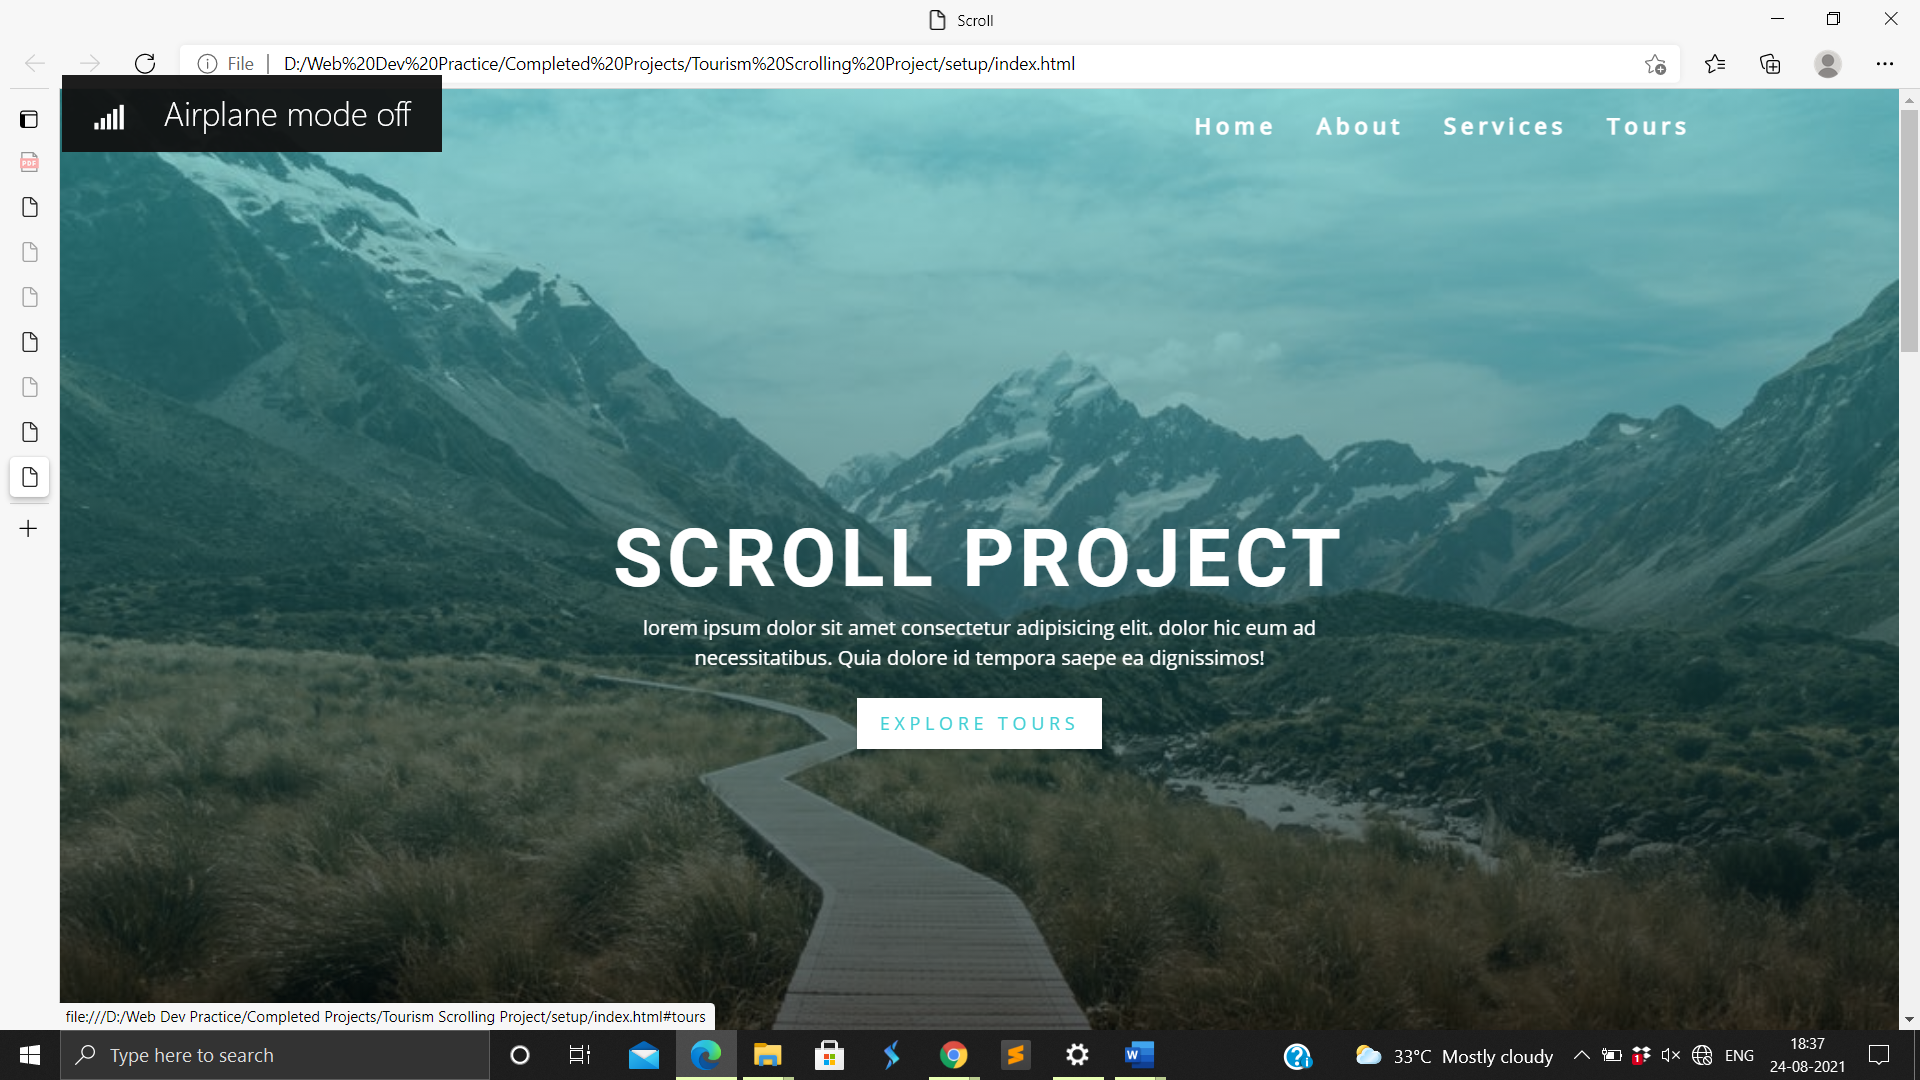 Scroll
File
D:/Web%20Dev%20Practice/Completed%20Projects/Tourism%20Scrolling%20Project/setup/index.html
Airplane mode off
Home About Services Tours
PDF
SCROLL PROJECT
lorem ipsum dolor sit amet consectetur adipisicing elit. dolor hic eum ad
necessitatibus. Quia dolore id tempora saepe ea dignissimos!
EXPLORE TOURS
file:///D:/Web Dev Practice/Completed Projects/Tourism Scrolling Project/setup/index.html#tours
Type here to search
33°C Mostly cloudy
ENG
18:37
24-08-2021